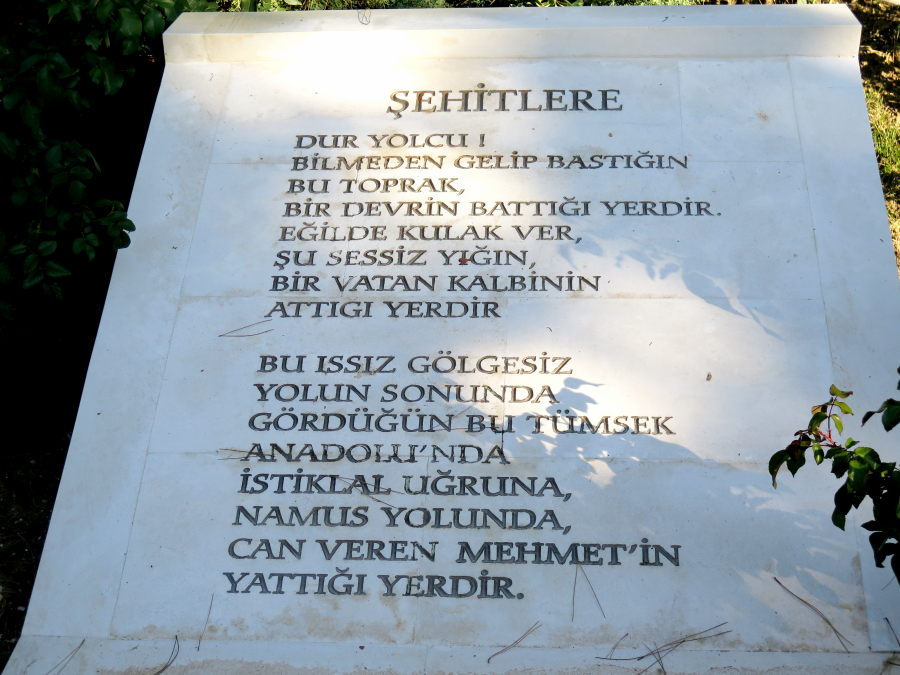 ŞEHİTLERE
DUR YOLCU !
BİLMEDEN GELİP BASTIĞIN
BU TOPRAK,
BİR DEVRİN BATTIĞI YERDİR.
EĞİLDE KULAK VER,
ŞU SESSİZ YIĞIN,
BİR VATAN KALBİNİN
ATTIGI YERDİR
BU ISSIZ GÖLGESİZ
YOLUN SONUNDA
GÖRDÜĞÜN BU TÜMSEK
ANADOLU'NDA
İSTİKLAL UĞRUNA,
NAMUS YOLUNDA,
CAN VEREN MEHMET'İN
YATTIĞI YERDİR.